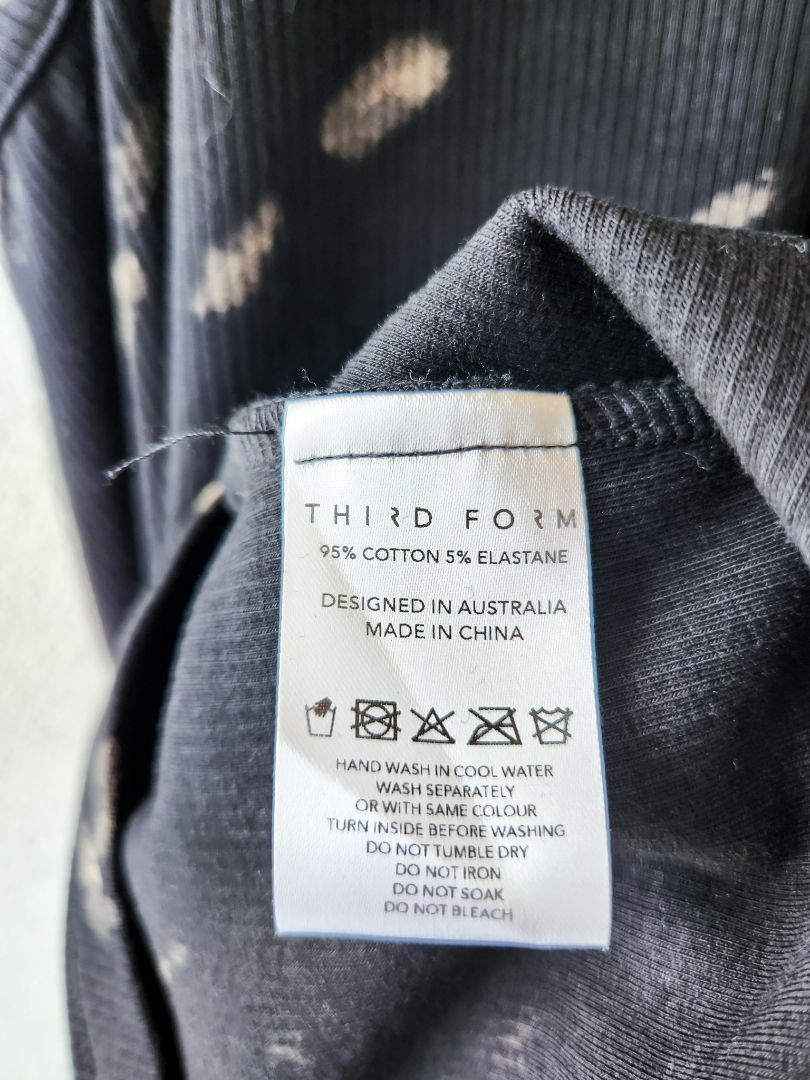 THIRD FORM
95% COTTON 5% ELASTANE
DESIGNED IN AUSTRALIA
MADE IN CHINA
HAND WASH IN COOL WATER
WASH SEPARATELY
OR WITH SAME COLOUR
TURN INSIDE BEFORE WASHING
DO NOT TUMBLE DRY
DO NOT IRON
DO NOT SOAK
DO NOT BLEACH